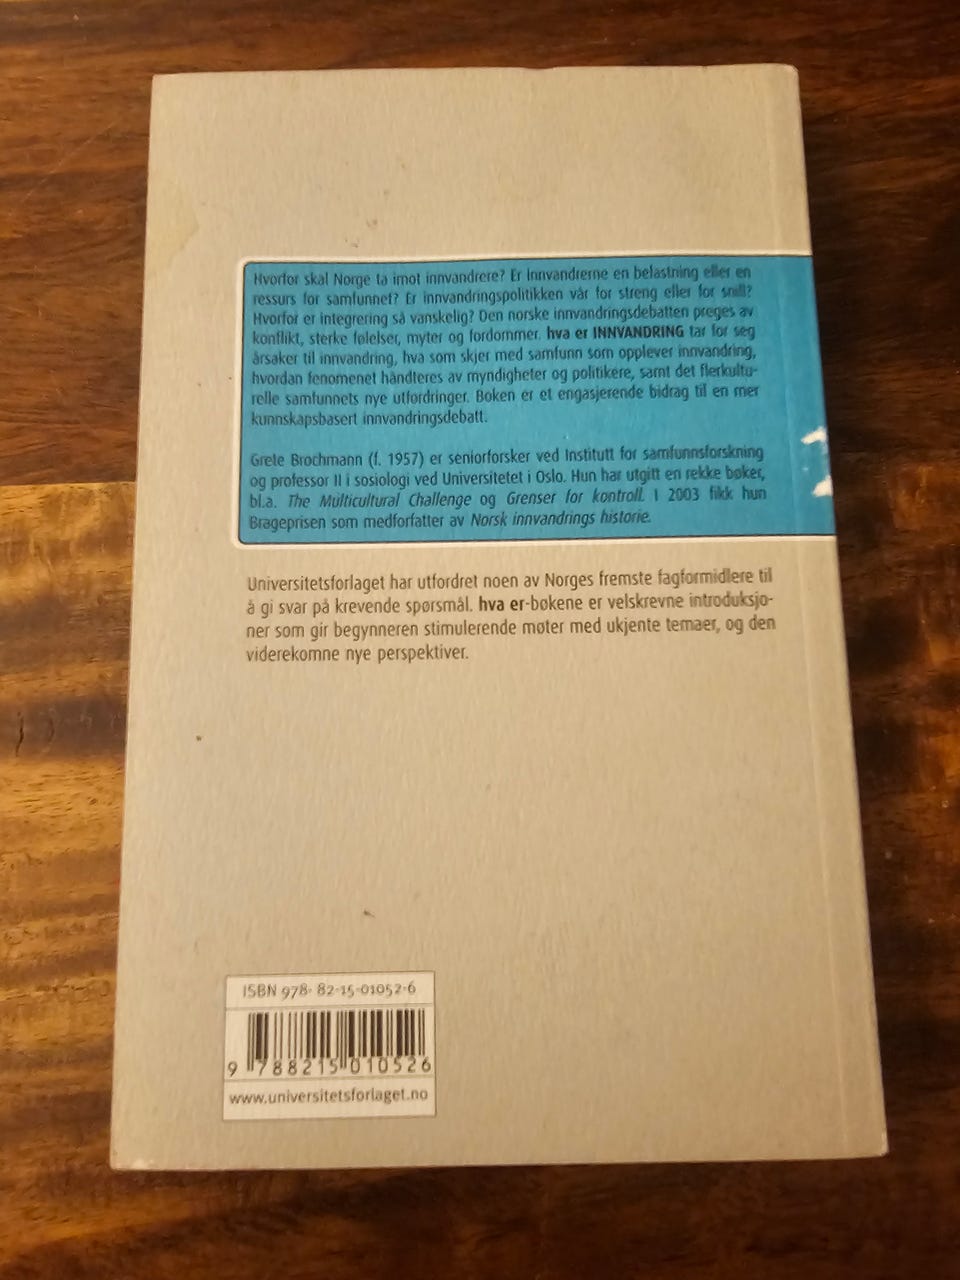 Hvorfor skal Norge ta imot innvandrere? Er innvandrerne en belastning eller en
ressurs for samfunnet? Er innvandringspolitikken vår for streng eller for snill?
Hvorfor er integrering så vanskelig? Den norske innvandringsdebatten preges av
konflikt, sterke følelser, myter og fordommer. hva er INNVANDRING tar for seg
årsaker til innvandring, hva som skjer med samfunn som opplever innvandring,
hvordan fenomenet håndteres av myndigheter og politikere, samt det flerkultu-
relle samfunnets nye utfordringer. Boken er et engasjerende bidrag til en mer
kunnskapsbasert innvandringsdebatt.
Grete Brochmann (f. 1957) er seniorforsker ved Institutt for samfunnsforskning
og professor II i sosiologi ved Universitetet i Oslo. Hun har utgitt en rekke bøker,
bl.a. The Multicultural Challenge og Grenser for kontroll. I 2003 fikk hun
Brageprisen som medforfatter av Norsk innvandrings historie.
Universitetsforlaget har utfordret noen av Norges fremste fagformidlere til
å gi svar på krevende spørsmål. hva er-bøkene er velskrevne introduksjo-
ner som gir begynneren stimulerende møter med ukjente temaer, og den
viderekomne nye perspektiver.
ISBN 978- 82-15-01052-6
9 788215 010526
www.universitetsforlaget.no